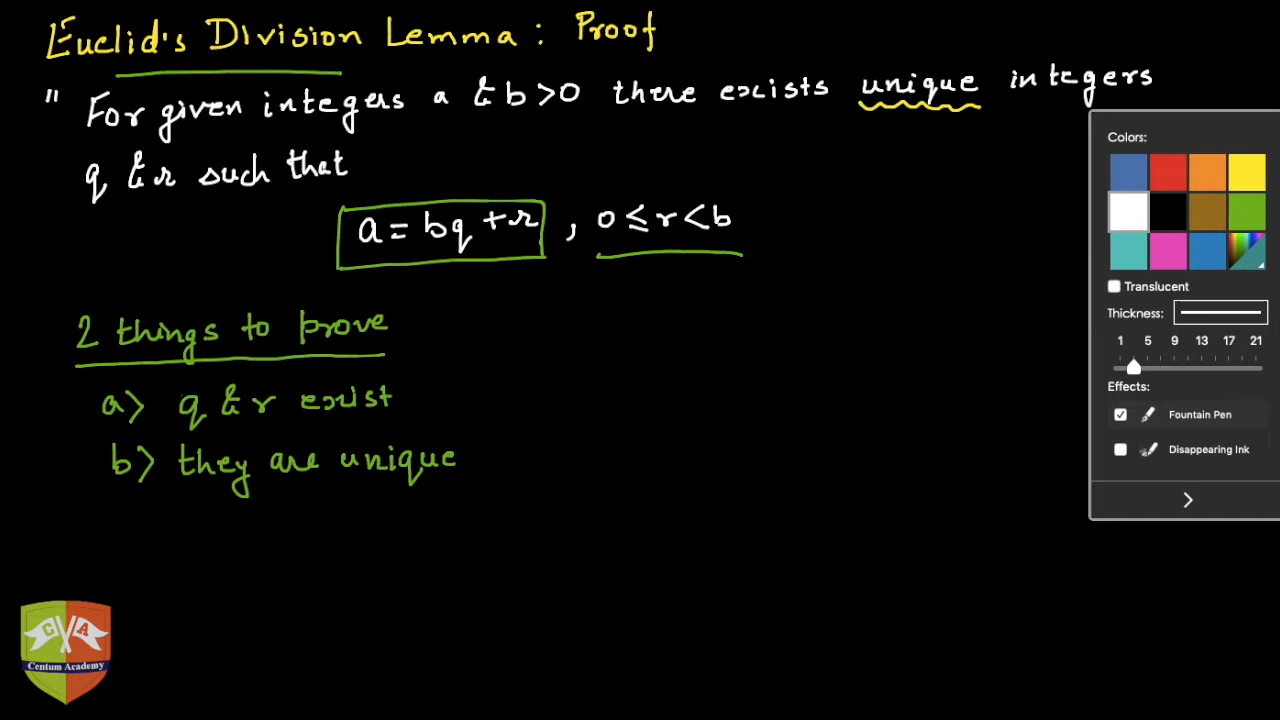 Euclid's Division Lemma : Proof
" For given integers a & b > 0 there exists unique integers
q & r such that
a = bq + r , 0 ≤ r < b
2 things to prove
a> q & r exist
b> they are unique
Colors:
Translucent
Thickness:
1 5 9 13 17 21
Effects:
Fountain Pen
Disappearing Ink
C A
Centum Academy